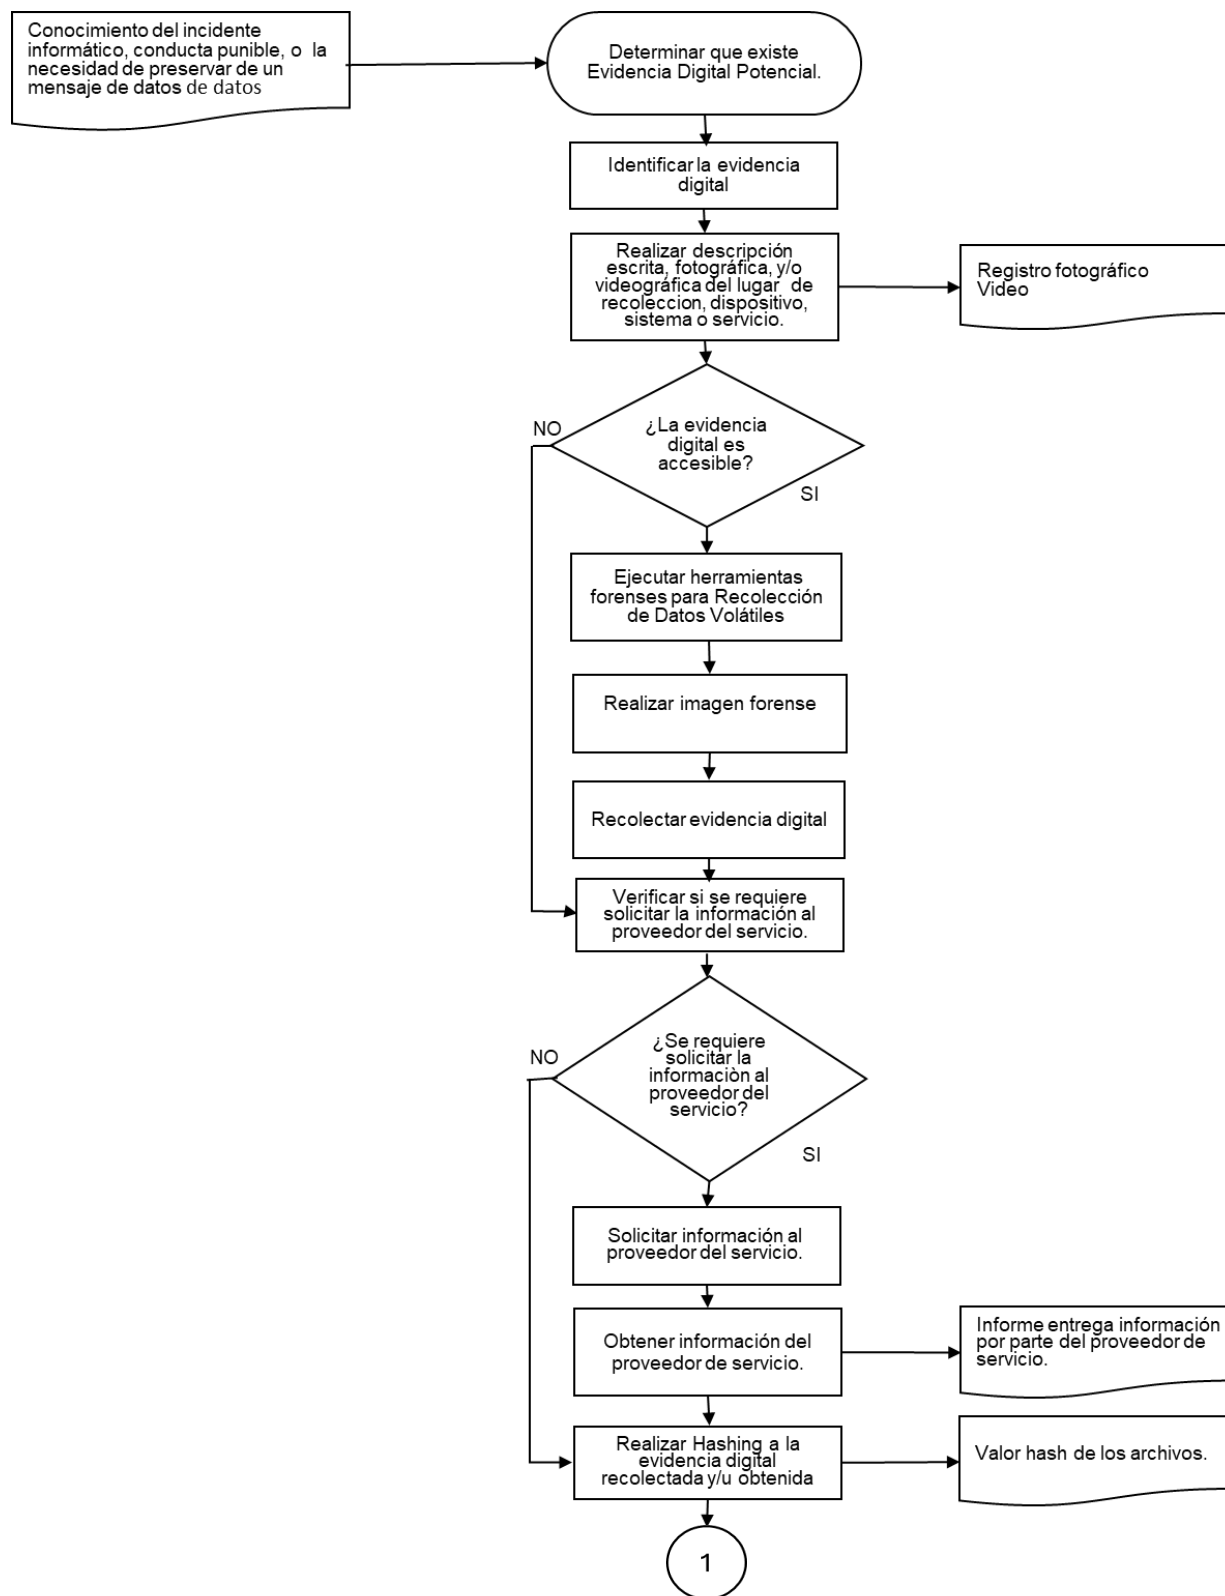 Conocimiento del incidente
informático, conducta punible, o la
necesidad de preservar de un
mensaje de datos de datos
Determinar que existe
Evidencia Digital Potencial.
Identificar la evidencia
digital
Realizar descripción
escrita, fotográfica, y/o
videográfica del lugar de
recoleccion, dispositivo,
sistema o servicio.
Registro fotográfico
Video
¿La evidencia
digital es
accesible?
NO
SI
Ejecutar herramientas
forenses para Recolección
de Datos Volátiles
Realizar imagen forense
Recolectar evidencia digital
Verificar si se requiere
solicitar la información al
proveedor del servicio.
¿Se requiere
solicitar la
informaciòn al
proveedor del
servicio?
NO
SI
Solicitar información al
proveedor del servicio.
Obtener información del
proveedor de servicio.
Informe entrega información
por parte del proveedor de
servicio.
Realizar Hashing a la
evidencia digital
recolectada y/u obtenida
Valor hash de los archivos.
1